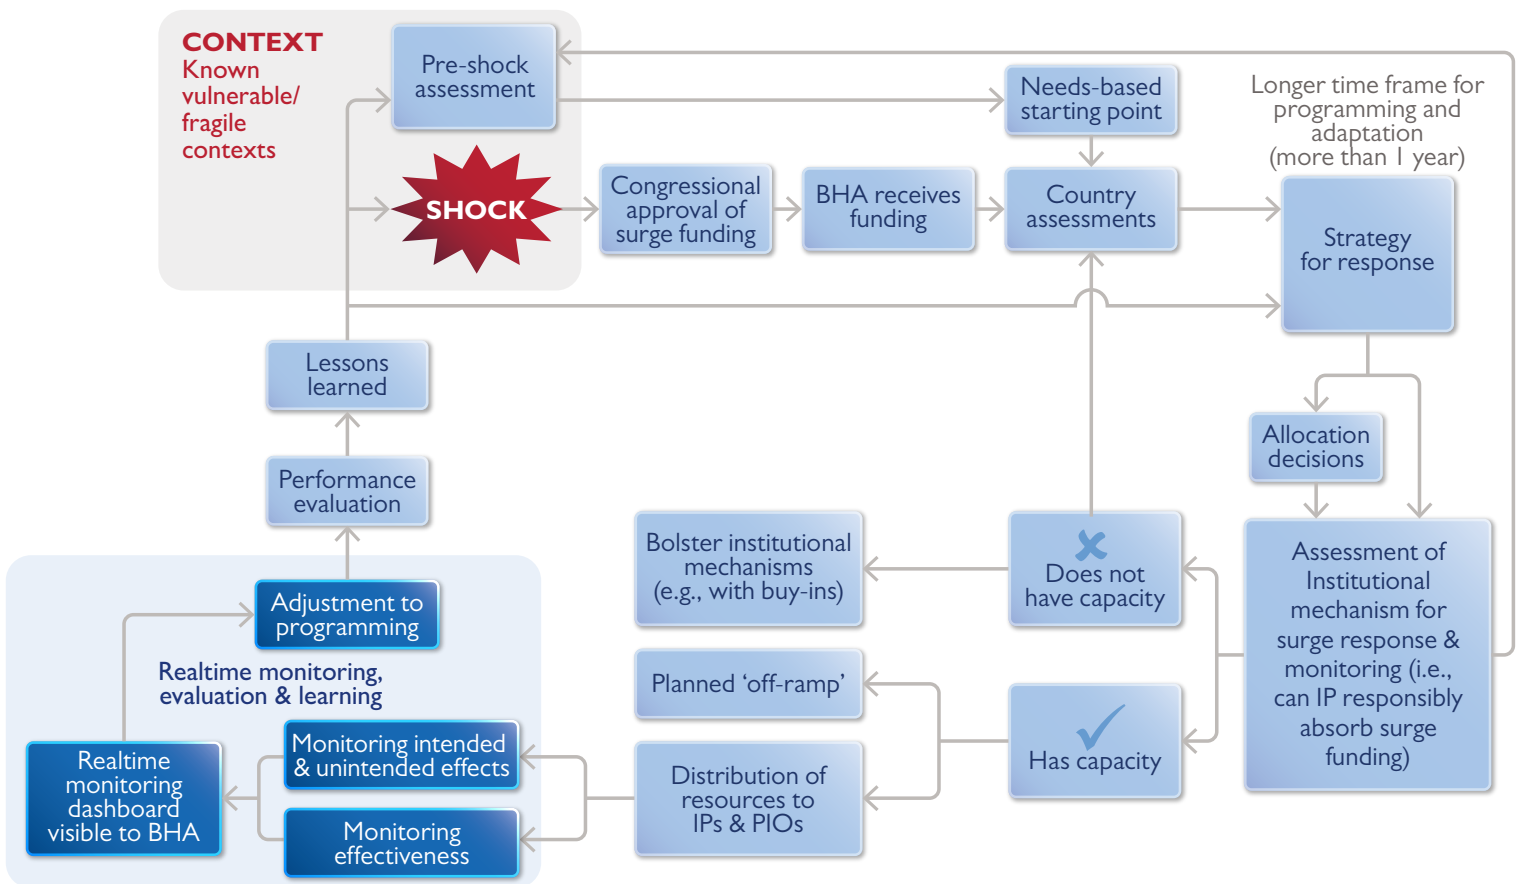 CONTEXT
Known
vulnerable/
fragile
contexts
Pre-shock
assessment
SHOCK
Congressional
approval of
surge funding
BHA receives
funding
Needs-based
starting point
Country
assessments
Longer time frame for
programming and
adaptation
(more than 1 year)
Strategy
for response
Lessons
learned
Performance
evaluation
Allocation
decisions
Assessment of
Institutional
mechanism for
surge response &
monitoring (i.e.,
can IP responsibly
absorb surge
funding)
Does not
have capacity
Has capacity
Bolster institutional
mechanisms
(e.g., with buy-ins)
Planned ‘off-ramp’
Distribution of
resources to
IPs & PIOs
Adjustment to
programming
Realtime monitoring,
evaluation & learning
Monitoring intended
& unintended effects
Monitoring
effectiveness
Realtime
monitoring
dashboard
visible to BHA